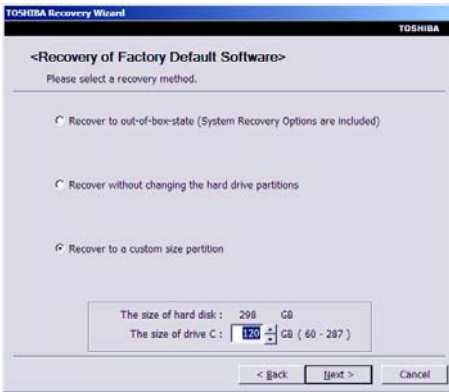 TOSHIBA Recovery Wizard
TOSHIBA
<Recovery of Factory Default Software>
Please select a recovery method.
Recover to out-of-box-state (System Recovery Options are included)
Recover without changing the hard drive partitions
Recover to a custom size partition
The size of hard disk : 298 GB
The size of drive C : 120 GB ( 60 - 287 )
< Back Next > Cancel